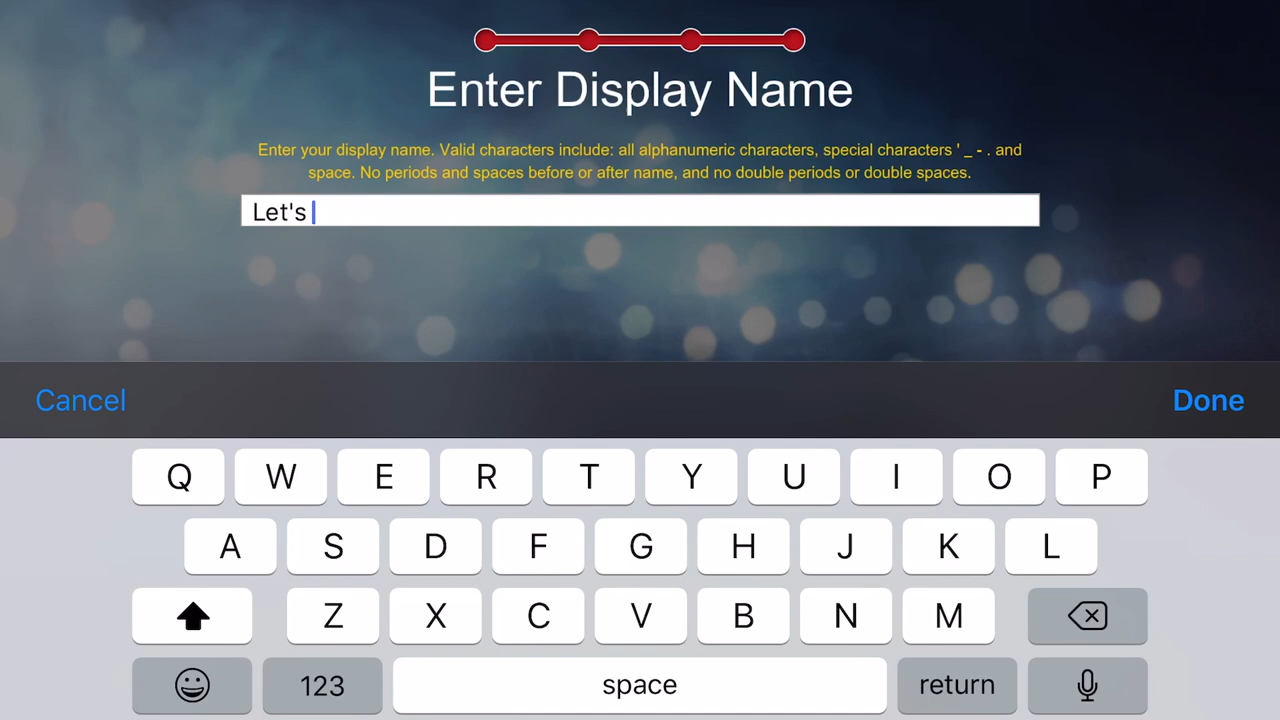 Enter Display Name
Enter your display name. Valid characters include: all alphanumeric characters, special characters ' _ - . and
space. No periods and spaces before or after name, and no double periods or double spaces.
Let's
Cancel Done
Q W E R T Y U I O P
A S D F G H J K L
Z X C V B N M
123 space return